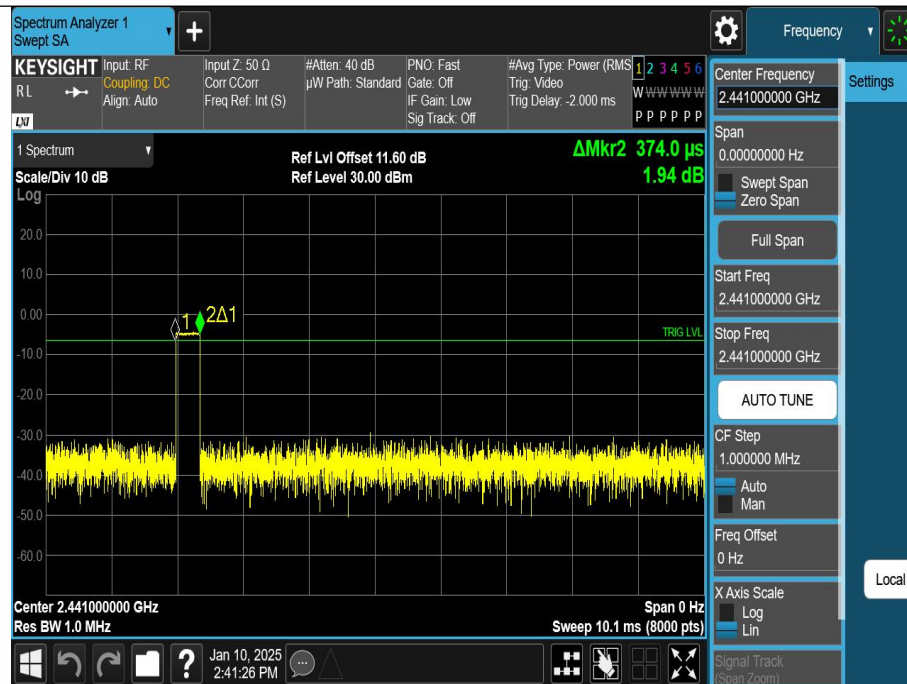 Spectrum Analyzer 1
Swept SA
+
Frequency
KEYSIGHT
RL
LXI
Input: RF
Coupling: DC
Align: Auto
Input Z: 50 Ω
Corr CCorr
Freq Ref: Int (S)
#Atten: 40 dB
µW Path: Standard
PNO: Fast
Gate: Off
IF Gain: Low
Sig Track: Off
#Avg Type: Power (RMS
Trig: Video
Trig Delay: -2.000 ms
1 2 3 4 5 6
W W W W W W
P P P P P P
1 Spectrum
Scale/Div 10 dB
Log
Ref Lvl Offset 11.60 dB
Ref Level 30.00 dBm
ΔMkr2 374.0 µs
1.94 dB
20.0
10.0
0.00
-10.0
-20.0
-30.0
-40.0
-50.0
-60.0
1
2Δ1
TRIG LVL
Center 2.441000000 GHz
Res BW 1.0 MHz
Span 0 Hz
Sweep 10.1 ms (8000 pts)
?
Jan 10, 2025
2:41:26 PM
Center Frequency
2.441000000 GHz
Span
0.00000000 Hz
Swept Span
Zero Span
Full Span
Start Freq
2.441000000 GHz
Stop Freq
2.441000000 GHz
AUTO TUNE
CF Step
1.000000 MHz
Auto
Man
Freq Offset
0 Hz
X Axis Scale
Log
Lin
Signal Track
(Span Zoom)
Settings
Local